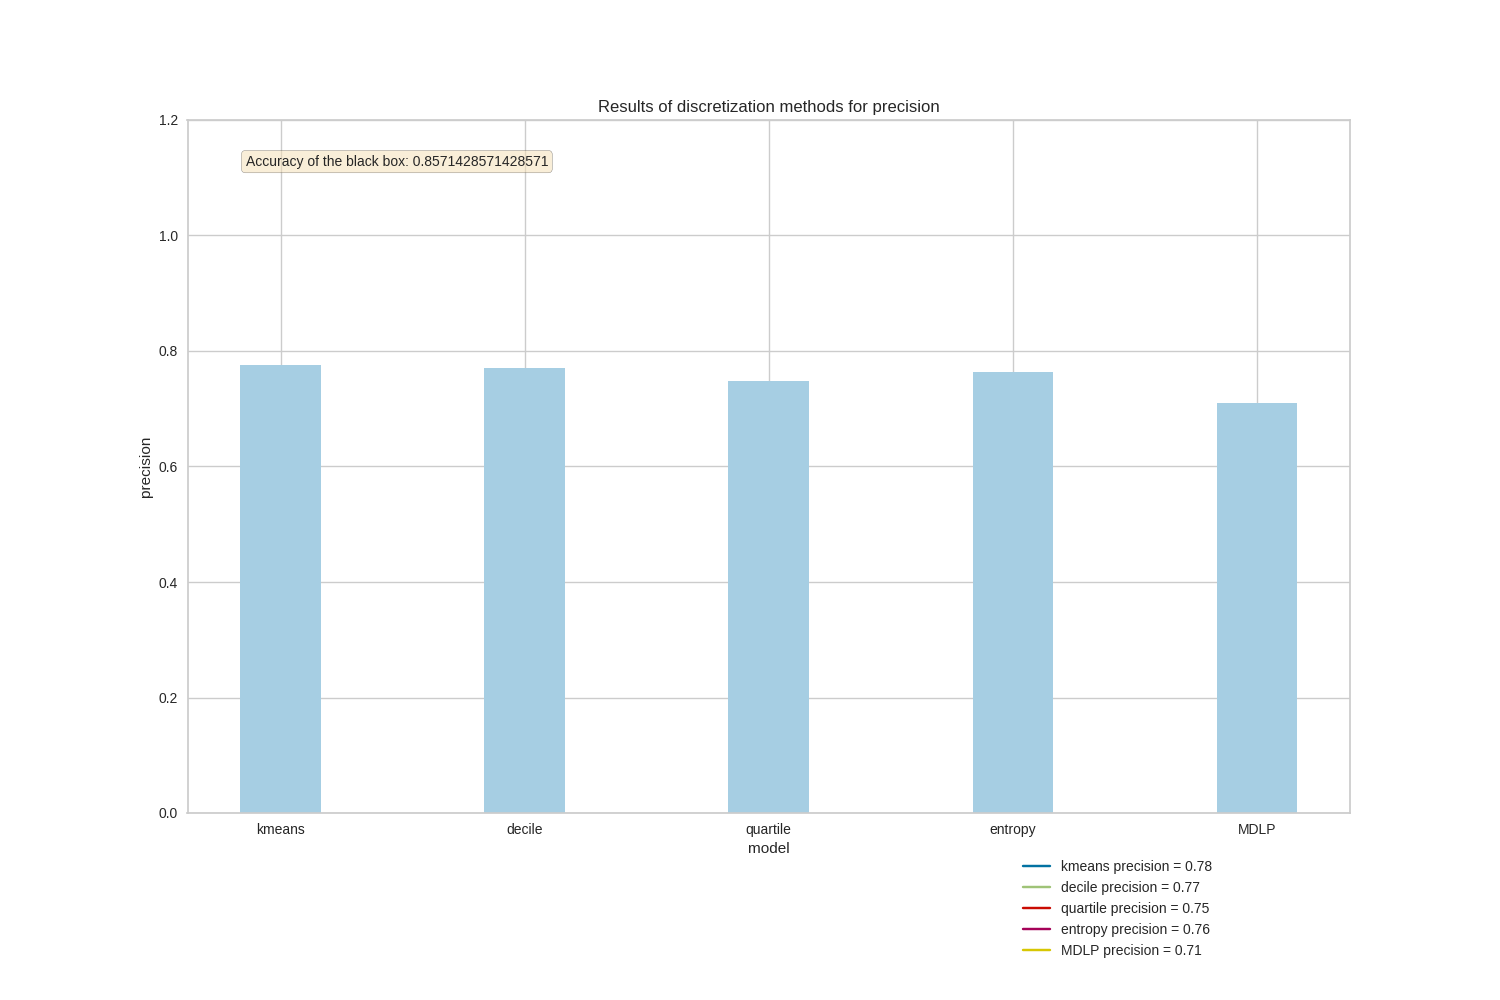 Results of discretization methods for precision
1.2
Accuracy of the black box: 0.8571428571428571
1.0
0.8
0.6
0.4
0.2
0.0
precision
kmeans decile quartile entropy MDLP
model
kmeans precision = 0.78
decile precision = 0.77
quartile precision = 0.75
entropy precision = 0.76
MDLP precision = 0.71